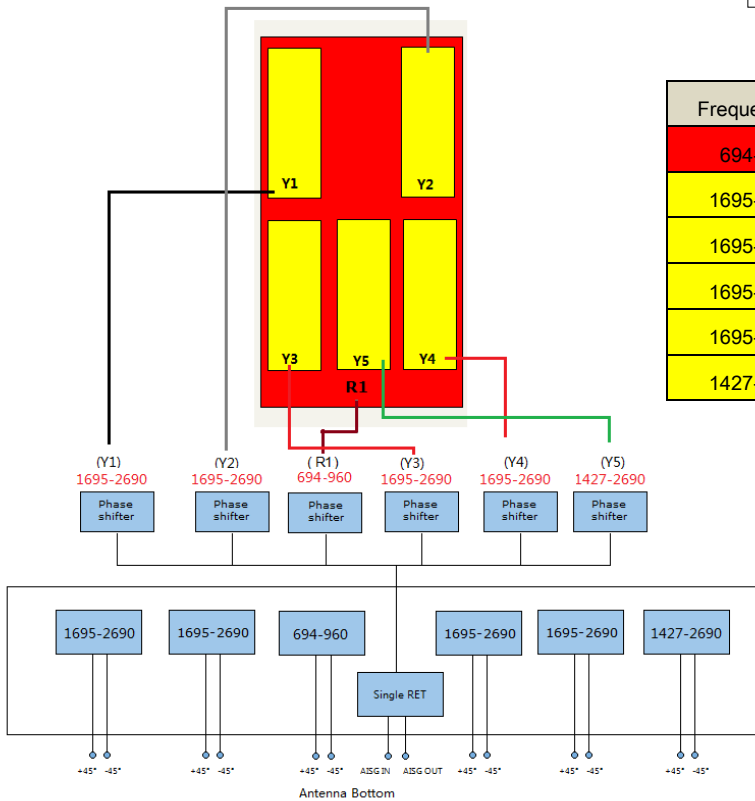 Y1
Y2
Y3
Y5
Y4
R1
Freque
694-
1695-
1695-
1695-
1695-
1427-
(Y1)
1695-2690
(Y2)
1695-2690
( R1)
694-960
(Y3)
1695-2690
(Y4)
1695-2690
(Y5)
1427-2690
Phase
shifter
Phase
shifter
Phase
shifter
Phase
shifter
Phase
shifter
Phase
shifter
1695-2690
1695-2690
694-960
1695-2690
1695-2690
1427-2690
Single RET
+45° -45°
+45° -45°
+45° -45°
AISG IN
AISG OUT
+45° -45°
+45° -45°
+45° -45°
Antenna Bottom